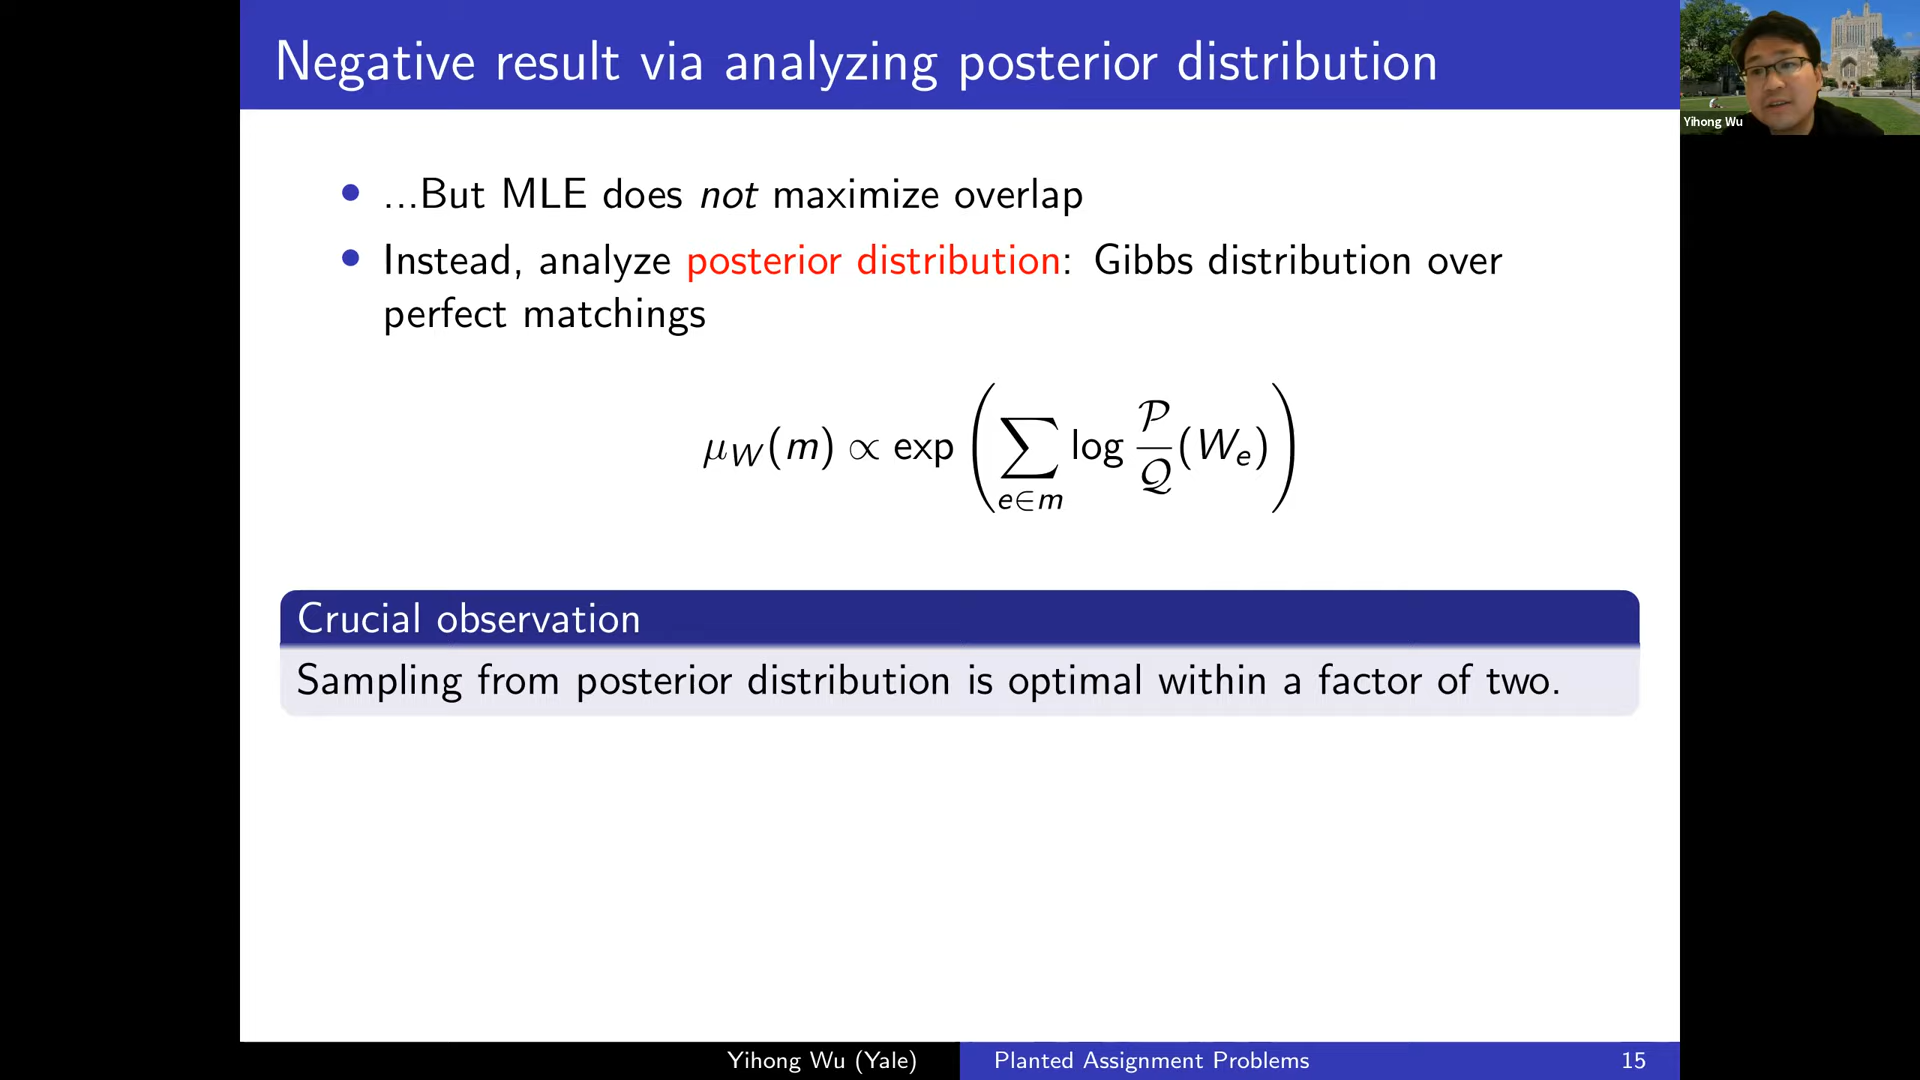 Negative result via analyzing posterior distribution
Yihong Wu
• ...But MLE does not maximize overlap
• Instead, analyze posterior distribution: Gibbs distribution over
perfect matchings
μ_W(m) ∝ exp ( ∑_{e∈m} log 𝒫/𝒬 (W_e) )
Crucial observation
Sampling from posterior distribution is optimal within a factor of two.
Yihong Wu (Yale) Planted Assignment Problems 15